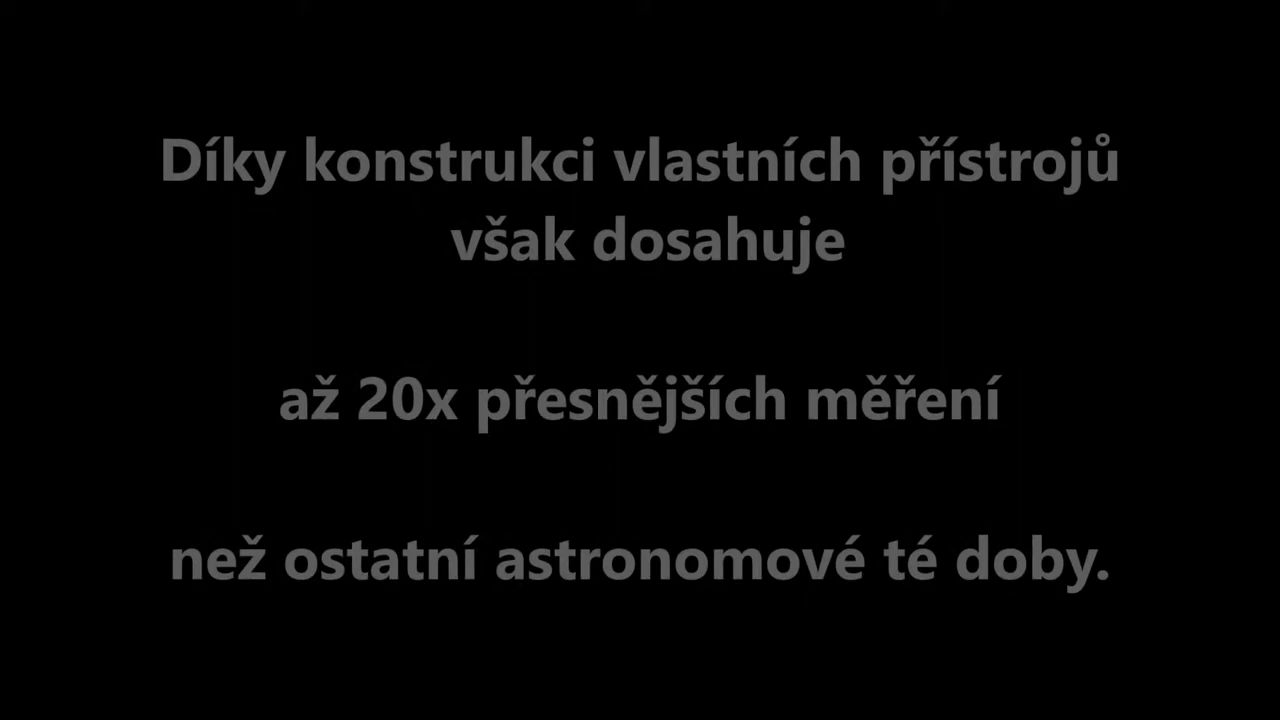 Díky konstrukci vlastních přístrojů
však dosahuje
až 20x přesnějších měření
než ostatní astronomové té doby.